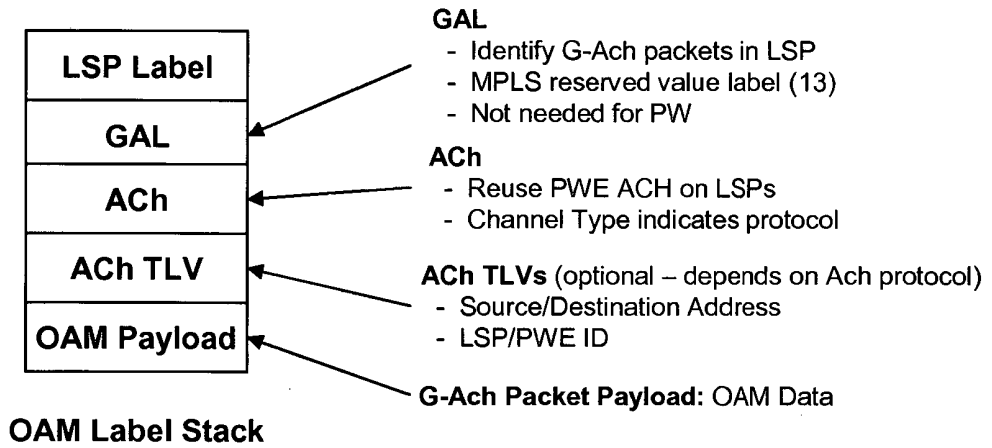 LSP Label
GAL
ACh
ACh TLV
OAM Payload
OAM Label Stack
GAL
- Identify G-Ach packets in LSP
- MPLS reserved value label (13)
- Not needed for PW
ACh
- Reuse PWE ACH on LSPs
- Channel Type indicates protocol
ACh TLVs (optional – depends on Ach protocol)
- Source/Destination Address
- LSP/PWE ID
G-Ach Packet Payload: OAM Data